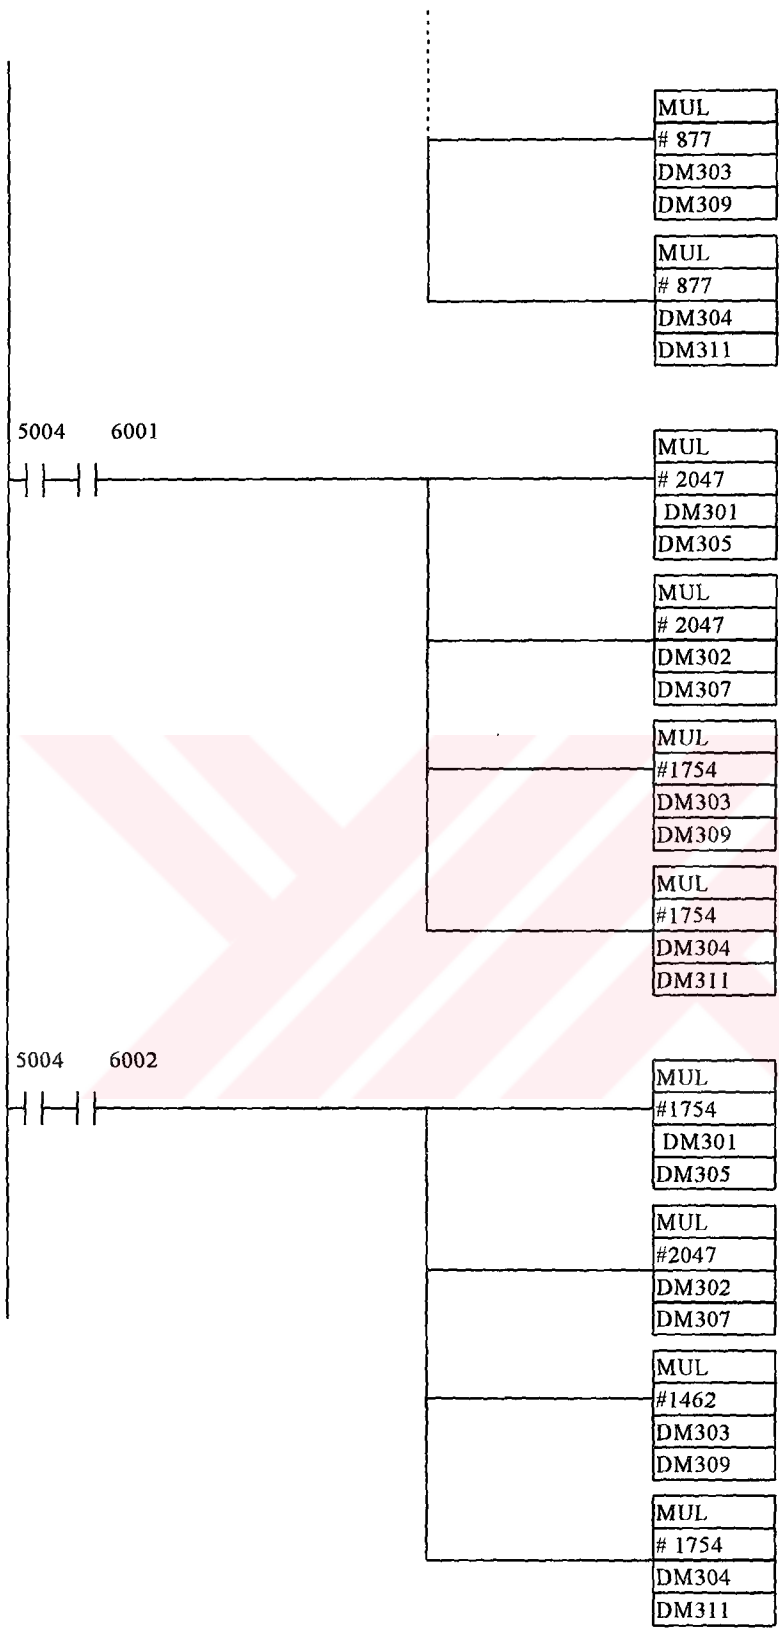 MUL
# 877
DM303
DM309
MUL
# 877
DM304
DM311
5004 6001
MUL
# 2047
DM301
DM305
MUL
# 2047
DM302
DM307
MUL
#1754
DM303
DM309
MUL
#1754
DM304
DM311
5004 6002
MUL
#1754
DM301
DM305
MUL
#2047
DM302
DM307
MUL
#1462
DM303
DM309
MUL
# 1754
DM304
DM311